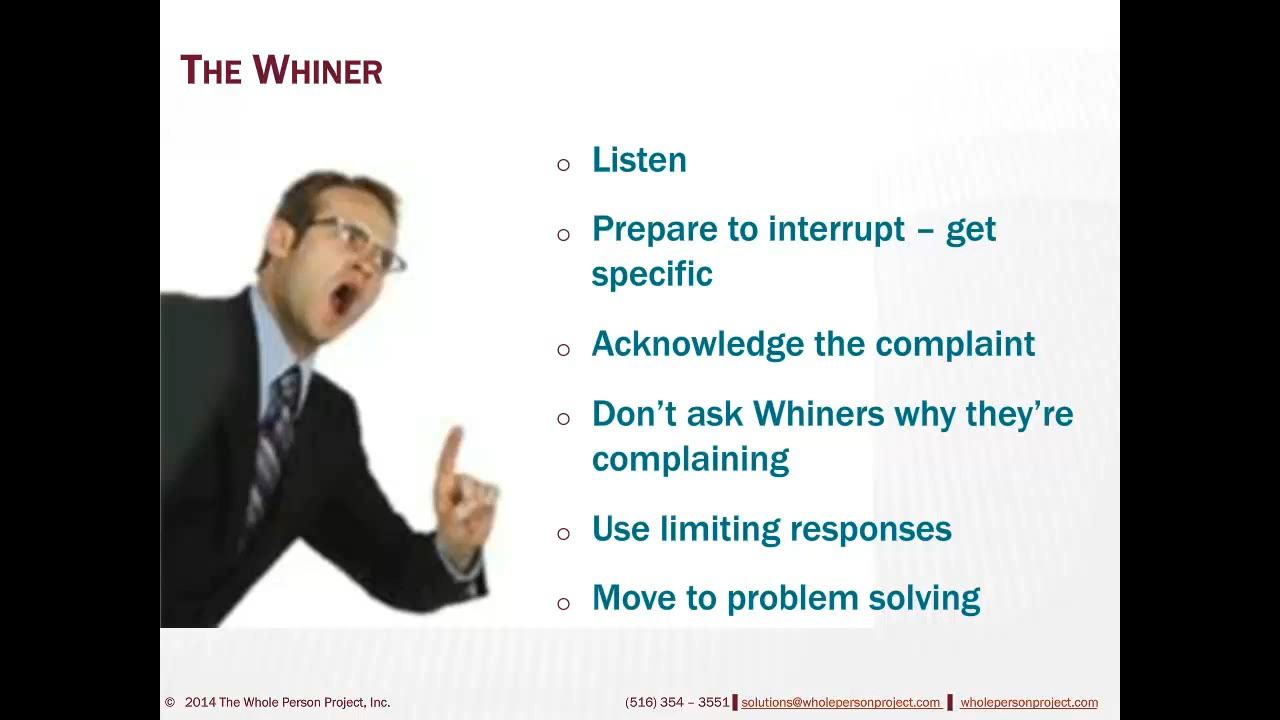 THE WHINER
o Listen
o Prepare to interrupt – get
specific
o Acknowledge the complaint
o Don’t ask Whiners why they’re
complaining
o Use limiting responses
o Move to problem solving
© 2014 The Whole Person Project, Inc. (516) 354 – 3551 | solutions@wholepersonproject.com | wholepersonproject.com